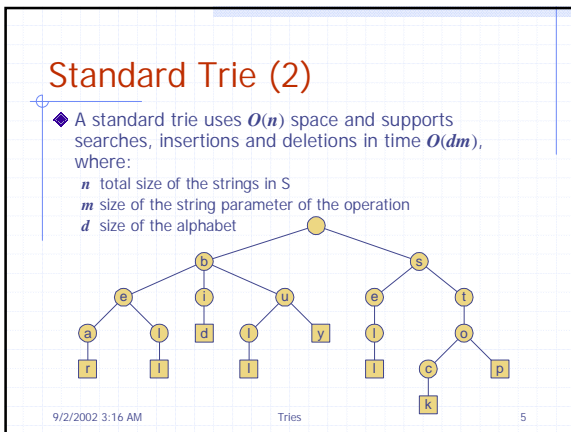 Standard Trie (2)
A standard trie uses O(n) space and supports
searches, insertions and deletions in time O(dm),
where:
n total size of the strings in S
m size of the string parameter of the operation
d size of the alphabet
b s
e i u e t
a l d l y l o
r l l l c p
k
9/2/2002 3:16 AM Tries 5